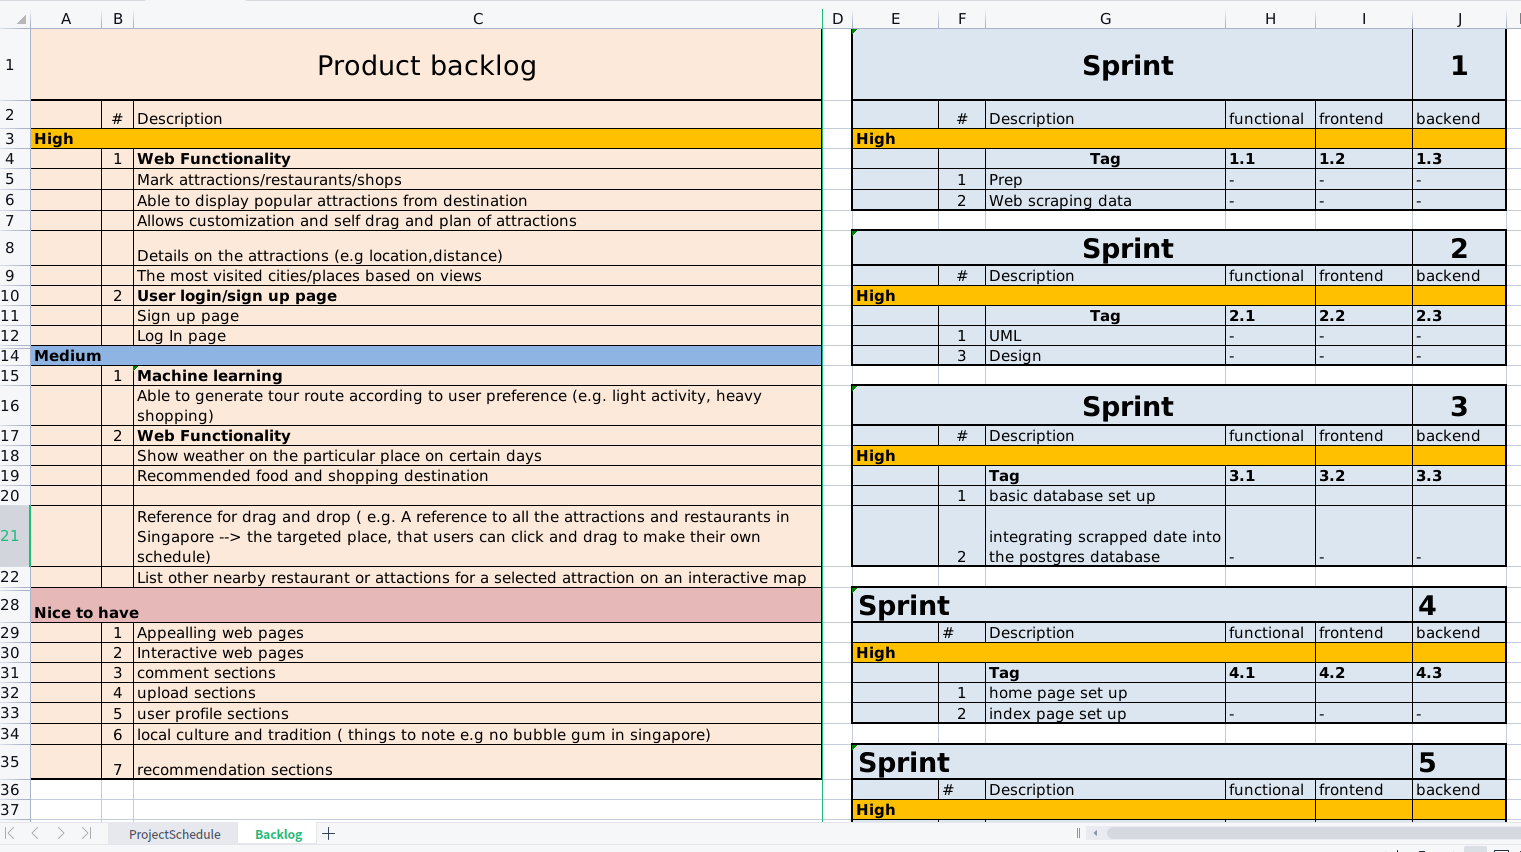 A B C D E F G H I J
1 Product backlog Sprint 1
2 # Description # Description functional frontend backend
3 High High
4 1 Web Functionality Tag 1.1 1.2 1.3
5 Mark attractions/restaurants/shops 1 Prep - - -
6 Able to display popular attractions from destination 2 Web scraping data - - -
7 Allows customization and self drag and plan of attractions
8 Details on the attractions (e.g location,distance) Sprint 2
9 The most visited cities/places based on views # Description functional frontend backend
10 2 User login/sign up page High
11 Sign up page Tag 2.1 2.2 2.3
12 Log In page 1 UML - - -
14 Medium 3 Design - - -
15 1 Machine learning
16 Able to generate tour route according to user preference (e.g. light activity, heavy
shopping) Sprint 3
17 2 Web Functionality # Description functional frontend backend
18 Show weather on the particular place on certain days High
19 Recommended food and shopping destination Tag 3.1 3.2 3.3
20 1 basic database set up
21 Reference for drag and drop ( e.g. A reference to all the attractions and restaurants in
Singapore --> the targeted place, that users can click and drag to make their own
schedule) 2 integrating scrapped date into
the postgres database - - -
22 List other nearby restaurant or attactions for a selected attraction on an interactive map
28 Nice to have Sprint 4
29 1 Appealling web pages # Description functional frontend backend
30 2 Interactive web pages High
31 3 comment sections Tag 4.1 4.2 4.3
32 4 upload sections 1 home page set up
33 5 user profile sections 2 index page set up - - -
34 6 local culture and tradition ( things to note e.g no bubble gum in singapore)
35 7 recommendation sections Sprint 5
36 # Description functional frontend backend
37 High
ProjectSchedule Backlog